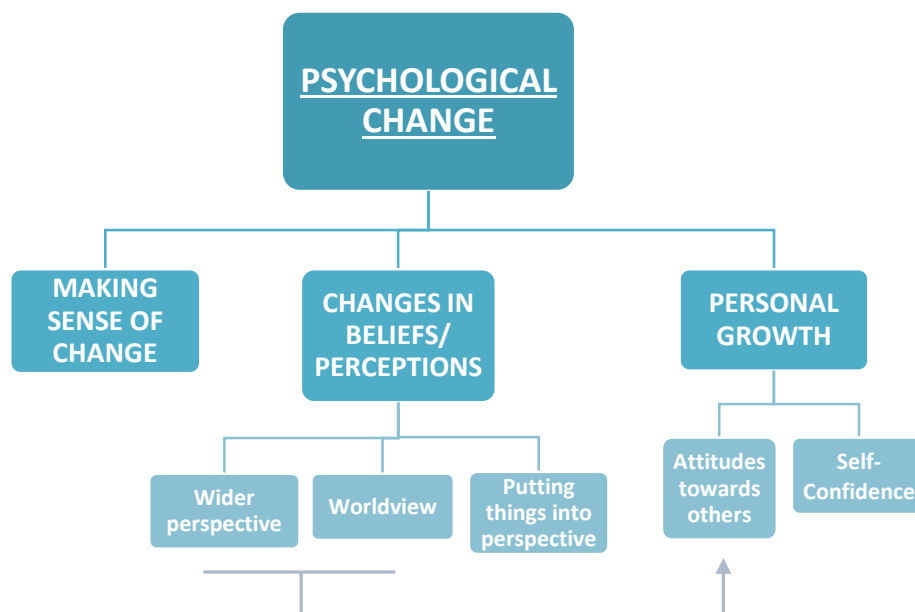 PSYCHOLOGICAL
CHANGE
MAKING
SENSE OF
CHANGE
CHANGES IN
BELIEFS/
PERCEPTIONS
PERSONAL
GROWTH
Wider
perspective
Worldview
Putting
things into
perspective
Attitudes
towards
others
Self-
Confidence